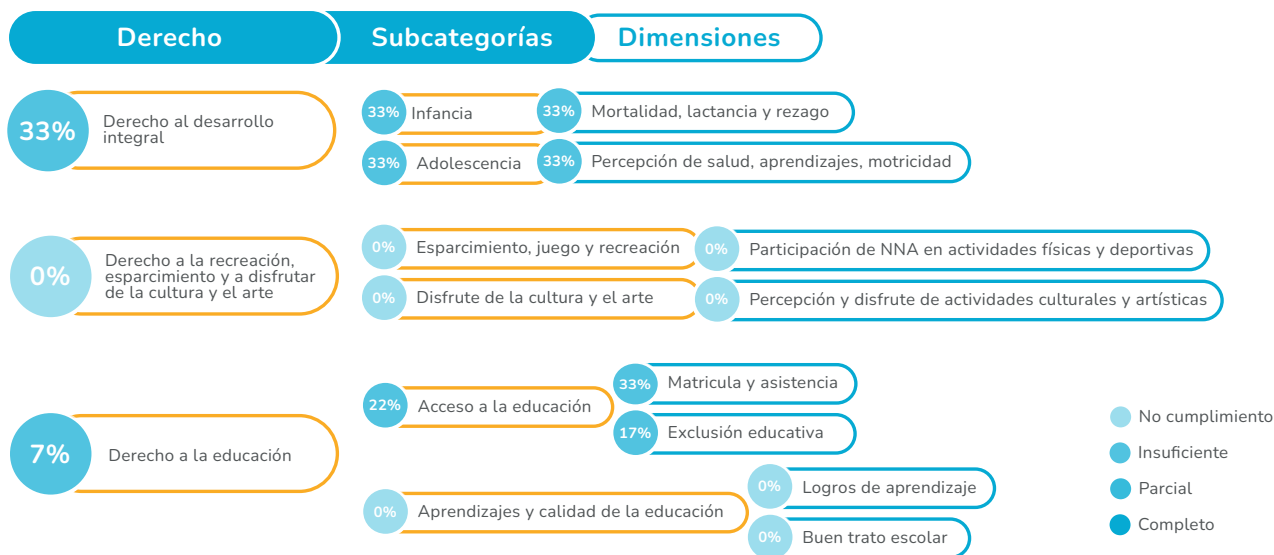 Derecho
Subcategorías
Dimensiones
33%
Derecho al desarrollo
integral
33%
Infancia
33%
Mortalidad, lactancia y rezago
33%
Adolescencia
33%
Percepción de salud, aprendizajes, motricidad
0%
Derecho a la recreación,
esparcimiento y a disfrutar
de la cultura y el arte
0%
Esparcimiento, juego y recreación
0%
Participación de NNA en actividades físicas y deportivas
0%
Disfrute de la cultura y el arte
0%
Percepción y disfrute de actividades culturales y artísticas
7%
Derecho a la educación
22%
Acceso a la educación
33%
Matricula y asistencia
17%
Exclusión educativa
0%
Aprendizajes y calidad de la educación
0%
Logros de aprendizaje
0%
Buen trato escolar
No cumplimiento
Insuficiente
Parcial
Completo